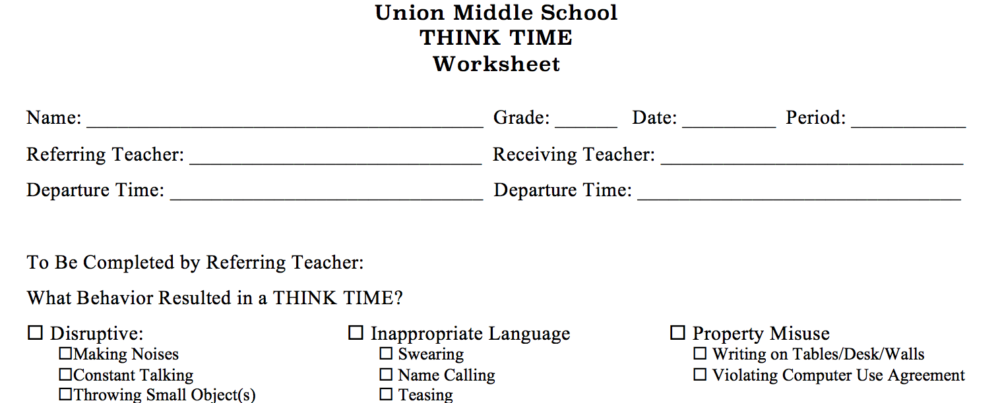 Union Middle School
THINK TIME
Worksheet
Name: ______________________________________ Grade: ______ Date: _________ Period: ___________
Referring Teacher: ____________________________ Receiving Teacher: _____________________________
Departure Time: ______________________________ Departure Time: _______________________________
To Be Completed by Referring Teacher:
What Behavior Resulted in a THINK TIME?
☐ Disruptive: ☐ Inappropriate Language ☐ Property Misuse
☐Making Noises ☐ Swearing ☐ Writing on Tables/Desk/Walls
☐Constant Talking ☐ Name Calling ☐ Violating Computer Use Agreement
☐Throwing Small Object(s) ☐ Teasing